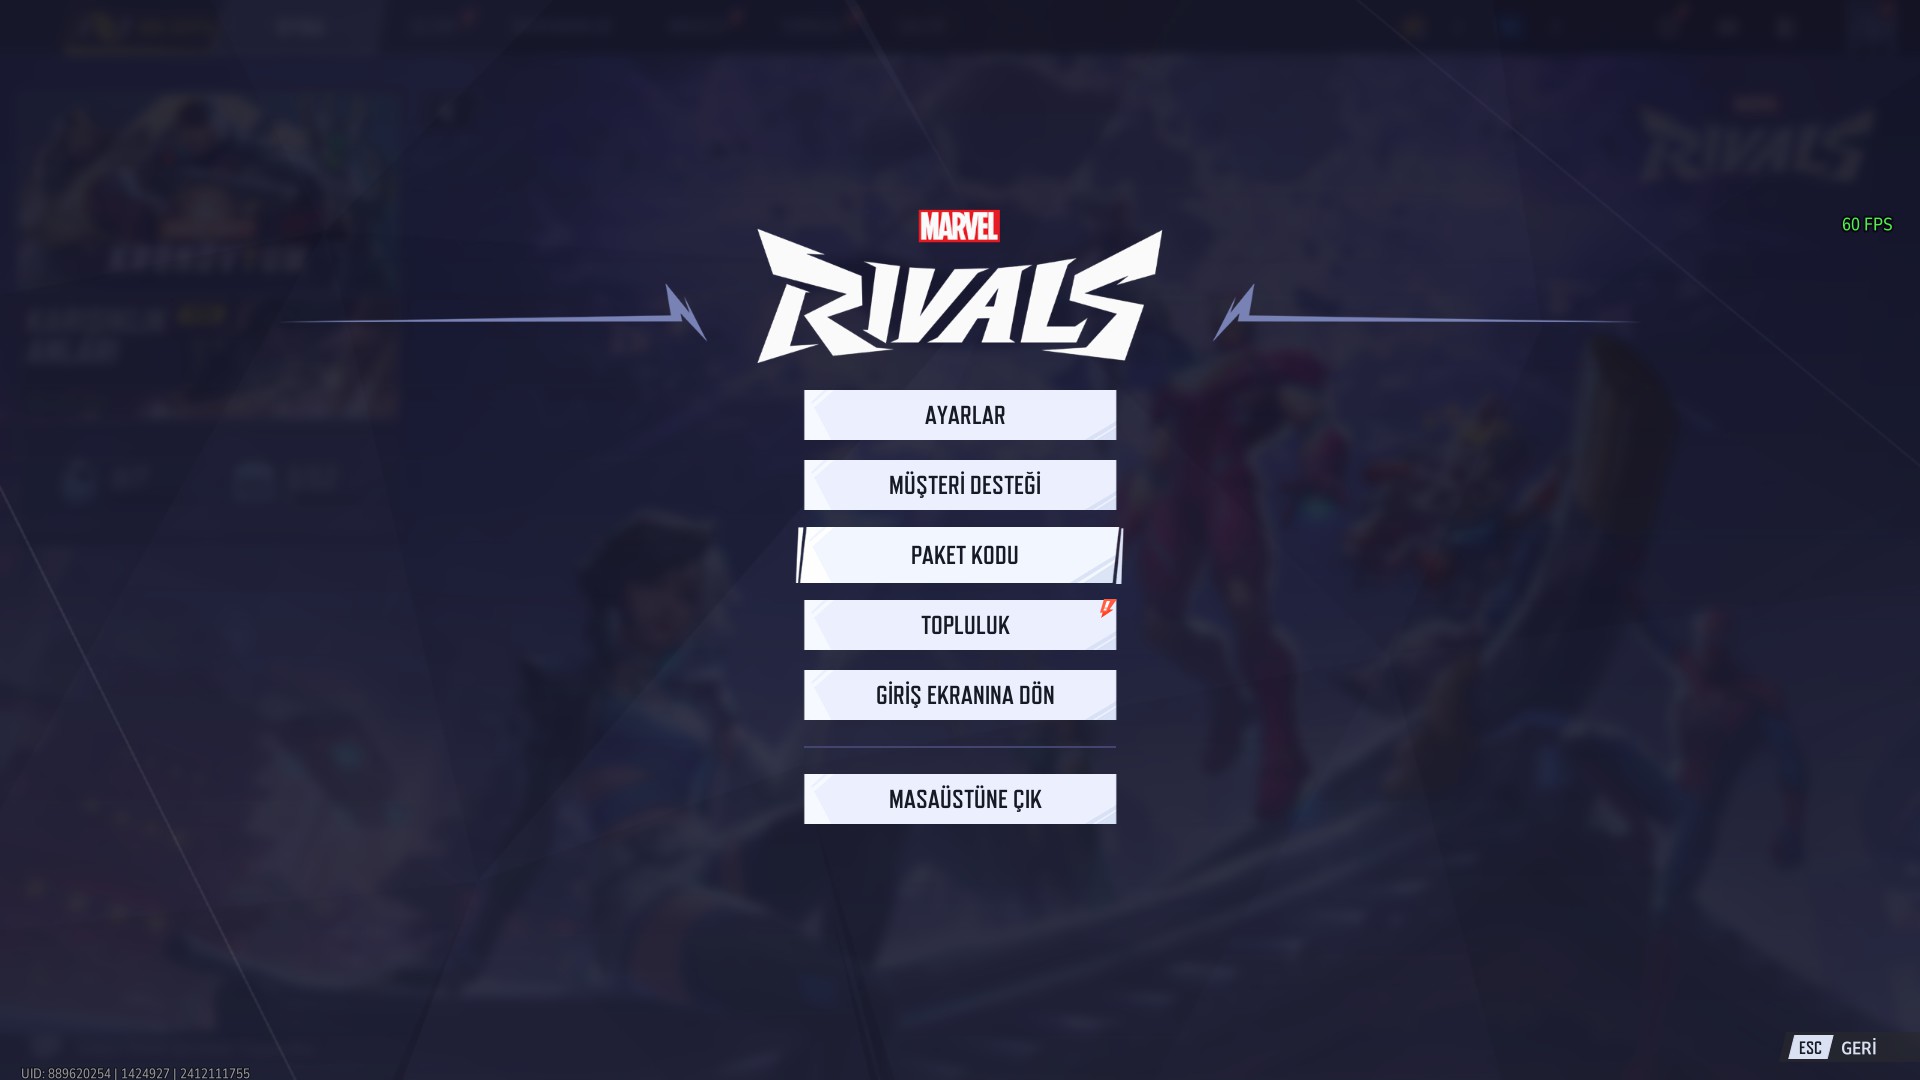 MARVEL
RIVALS
RIVALS
60 FPS
AYARLAR
MÜŞTERİ DESTEĞİ
PAKET KODU
TOPLULUK
GİRİŞ EKRANINA DÖN
MASAÜSTÜNE ÇIK
ESC GERİ
UID: 889620254 | 1424927 | 2412111755